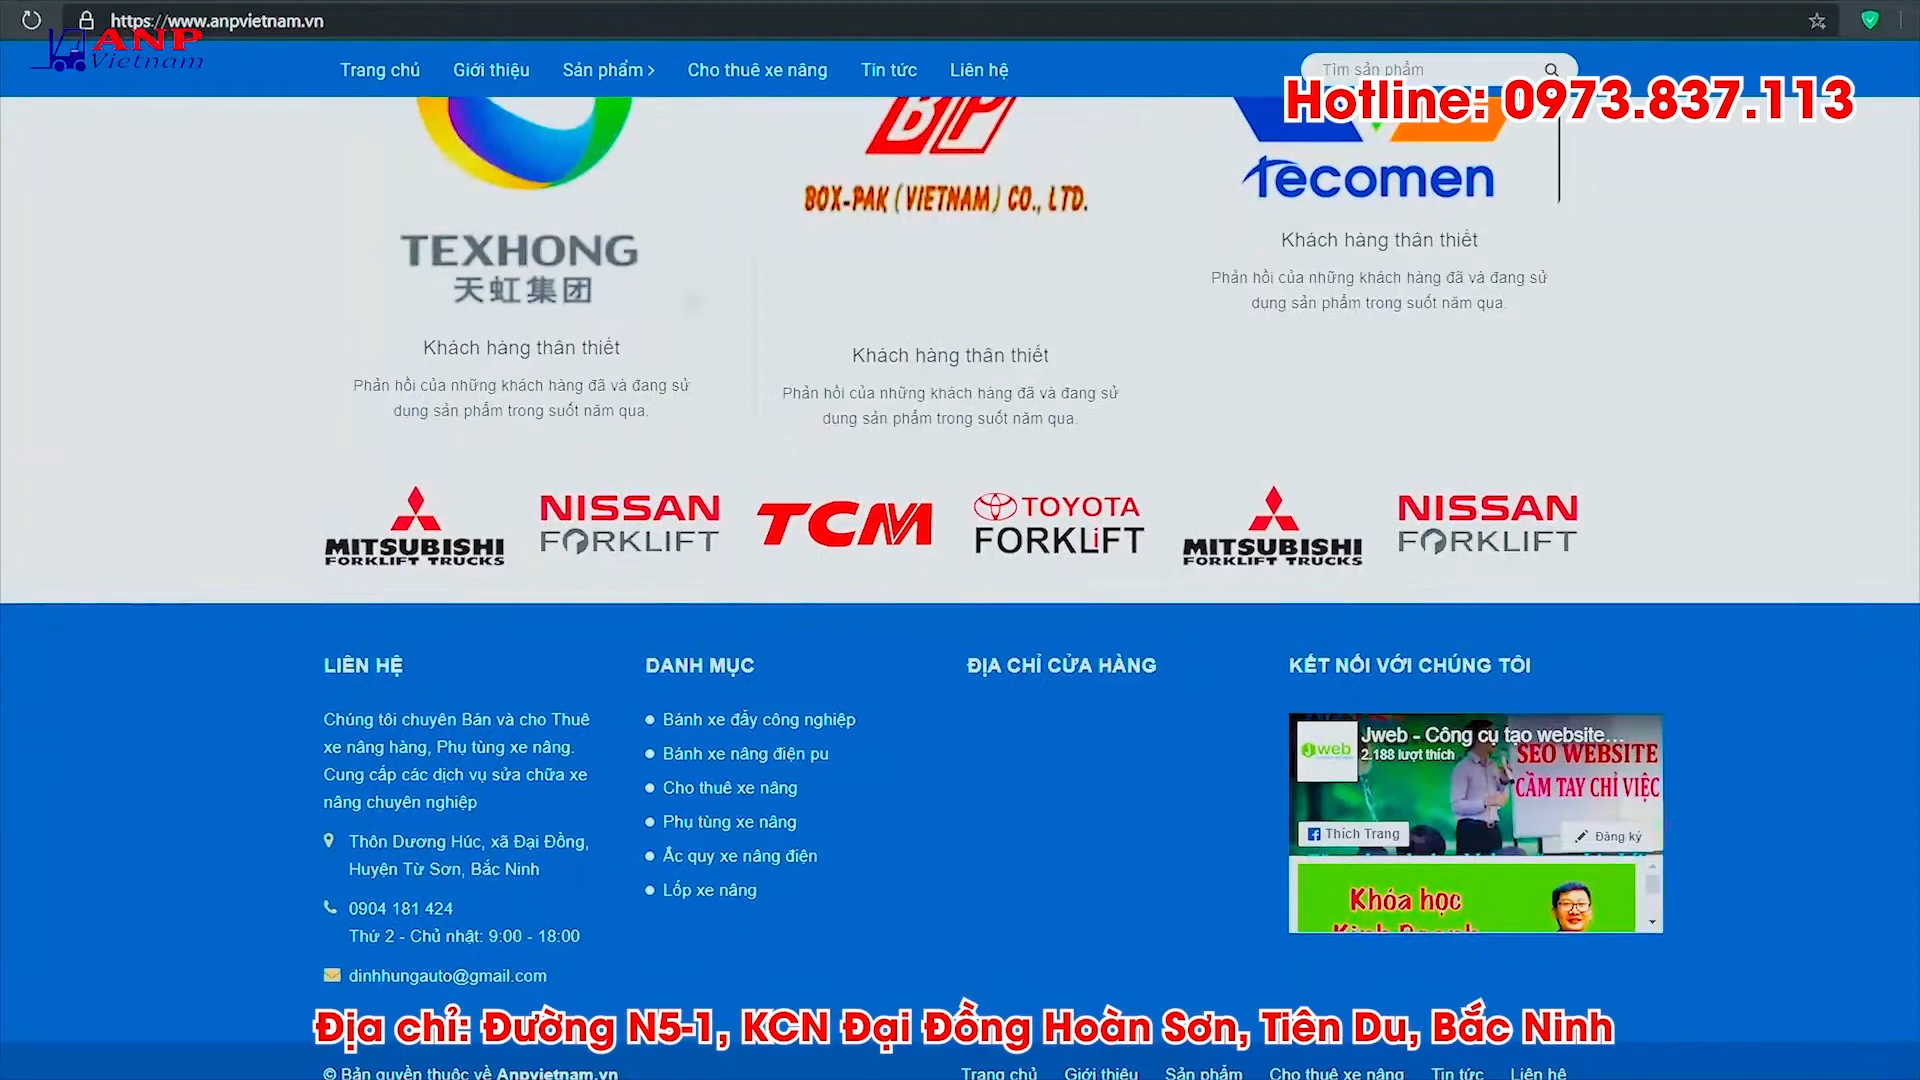 https://www.anpvietnam.vn
ANP
Vietnam
Trang chủ
Giới thiệu
Sản phẩm
Cho thuê xe nâng
Tin tức
Liên hệ
Tìm sản phẩm
Hotline: 0973.837.113
BP
BOX-PAK (VIETNAM) CO., LTD.
Tecomen
TEXHONG
天虹集团
Khách hàng thân thiết
Phản hồi của những khách hàng đã và đang sử
dụng sản phẩm trong suốt năm qua.
Khách hàng thân thiết
Phản hồi của những khách hàng đã và đang sử
dụng sản phẩm trong suốt năm qua.
Khách hàng thân thiết
Phản hồi của những khách hàng đã và đang sử
dụng sản phẩm trong suốt năm qua.
MITSUBISHI
FORKLIFT TRUCKS
NISSAN
FORKLIFT
TCM
TOYOTA
FORKLiFT
MITSUBISHI
FORKLIFT TRUCKS
NISSAN
FORKLIFT
LIÊN HỆ
Chúng tôi chuyên Bán và cho Thuê
xe nâng hàng, Phụ tùng xe nâng.
Cung cấp các dịch vụ sửa chữa xe
nâng chuyên nghiệp
Thôn Dương Húc, xã Đại Đồng,
Huyện Từ Sơn, Bắc Ninh
0904 181 424
Thứ 2 - Chủ nhật: 9:00 - 18:00
dinhhungauto@gmail.com
DANH MỤC
Bánh xe đẩy công nghiệp
Bánh xe nâng điện pu
Cho thuê xe nâng
Phụ tùng xe nâng
Ắc quy xe nâng điện
Lốp xe nâng
ĐỊA CHỈ CỬA HÀNG
KẾT NỐI VỚI CHÚNG TÔI
Jweb
Jweb - Công cụ tạo website...
2.188 lượt thích
SEO WEBSITE
CẦM TAY CHỈ VIỆC
Thích Trang
Đăng ký
Khóa học
Kinh Doanh
Địa chỉ: Đường N5-1, KCN Đại Đồng Hoàn Sơn, Tiên Du, Bắc Ninh
© Bản quyền thuộc về Anpvietnam.vn
Trang chủ
Giới thiệu
Sản phẩm
Cho thuê xe nâng
Tin tức
Liên hệ